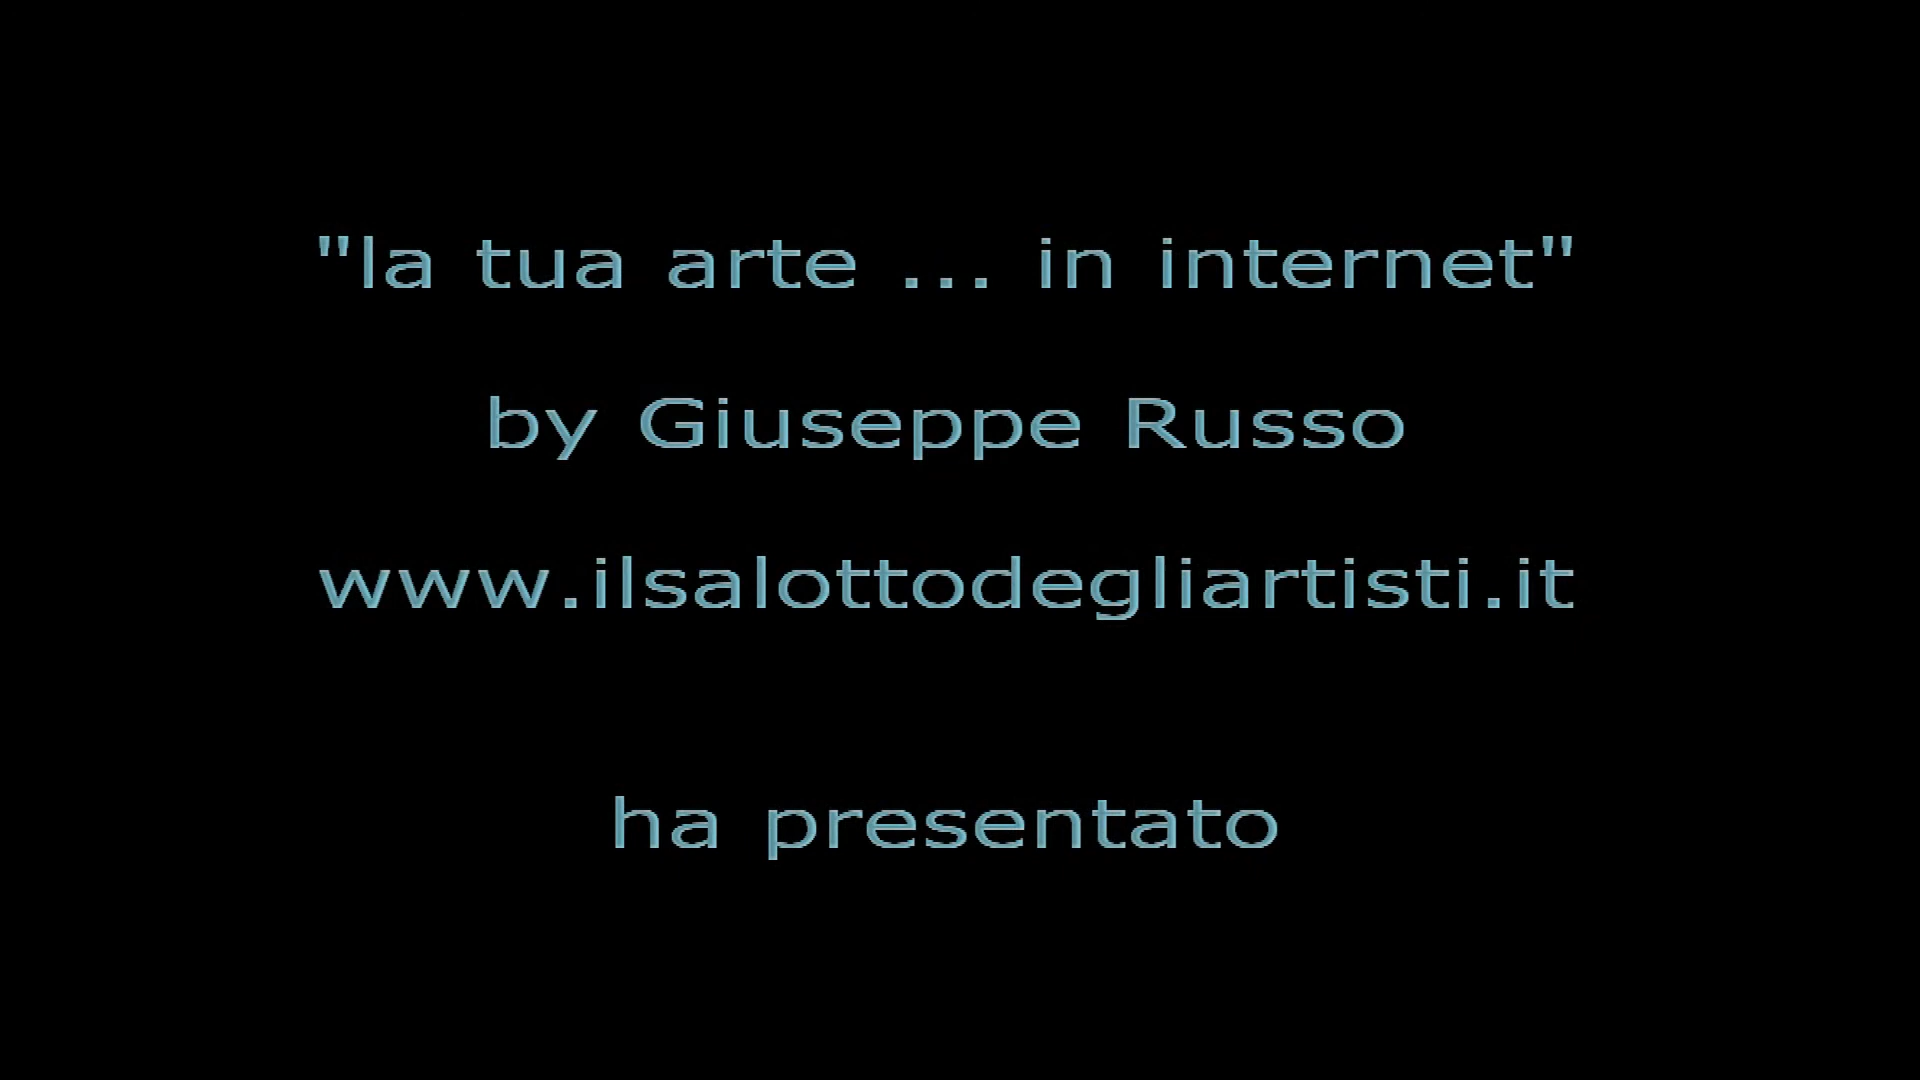 "la tua arte ... in internet"
by Giuseppe Russo
www.ilsalottodegliartisti.it
ha presentato